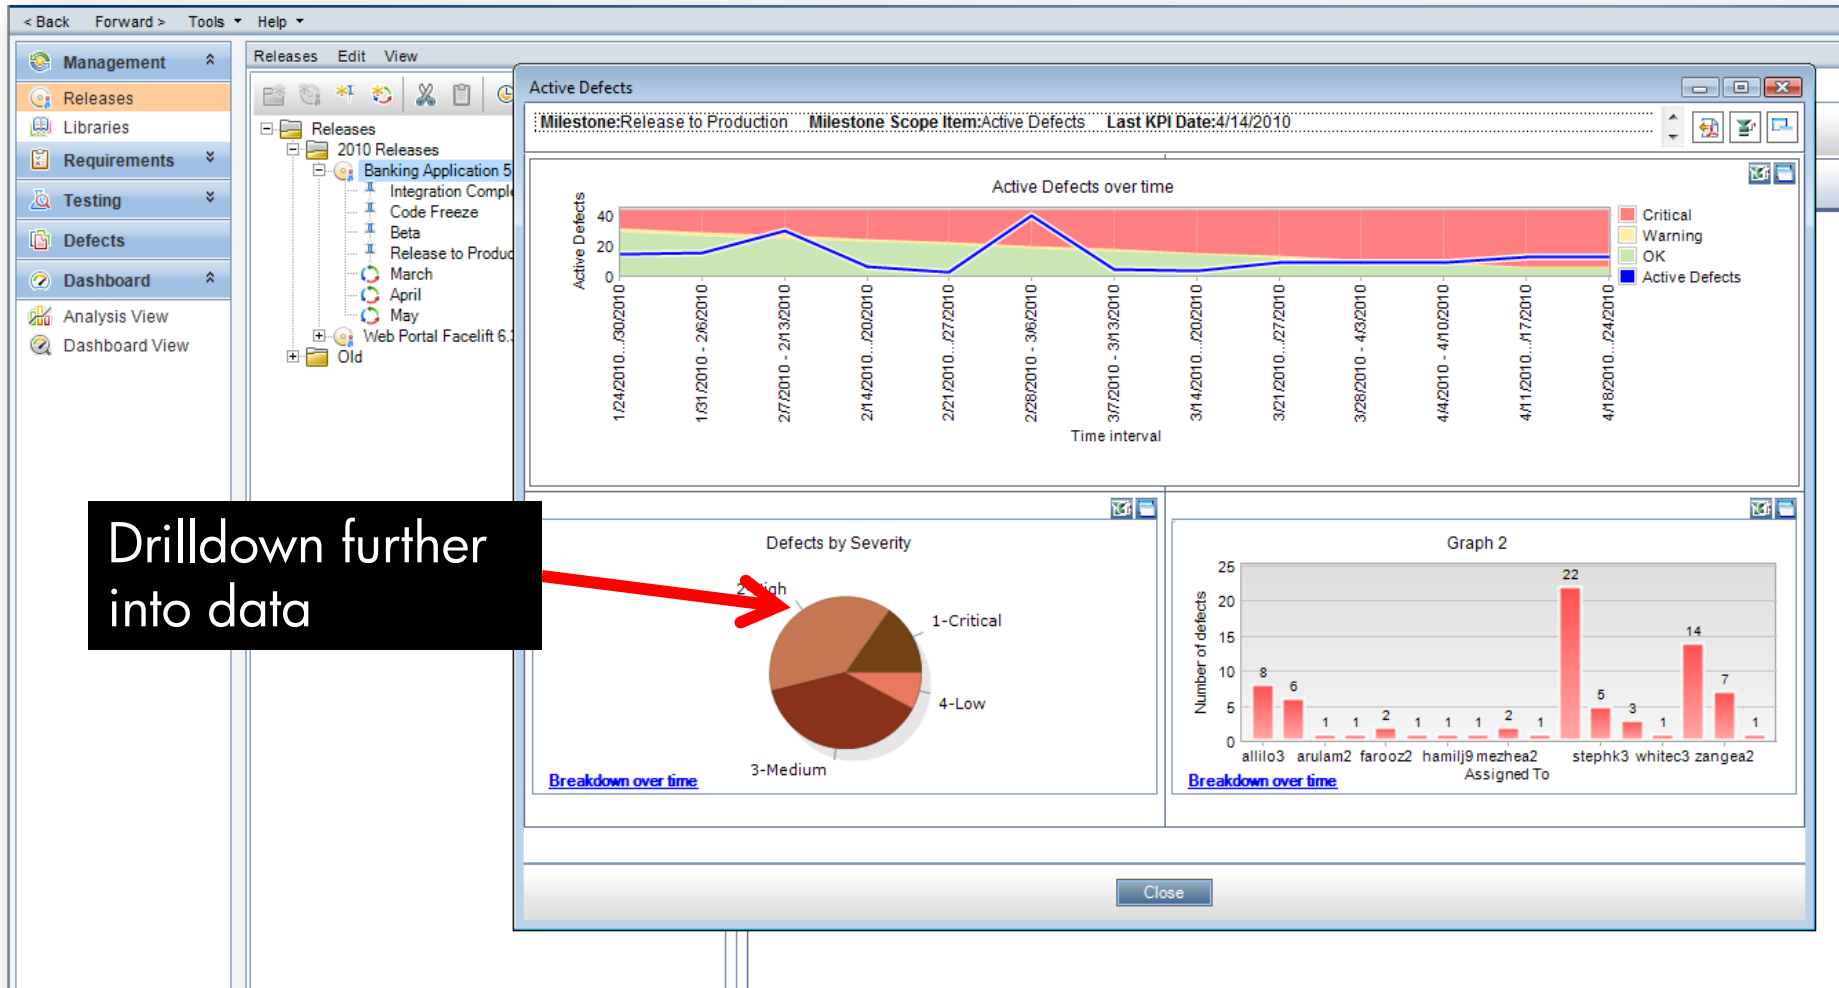 < Back Forward > Tools Help
Management
Releases
Libraries
Requirements
Testing
Defects
Dashboard
Analysis View
Dashboard View
Releases Edit View
Releases
2010 Releases
Banking Application 5
Integration Comple
Code Freeze
Beta
Release to Produc
March
April
May
Web Portal Facelift 6.
Old
Active Defects
Milestone:Release to Production Milestone Scope Item:Active Defects Last KPI Date:4/14/2010
Active Defects over time
Active Defects
40
20
0
Critical
Warning
OK
Active Defects
1/24/2010.../30/2010
1/31/2010 - 2/6/2010
2/7/2010 - 2/13/2010
2/14/2010.../20/2010
2/21/2010.../27/2010
2/28/2010 - 3/6/2010
3/7/2010 - 3/13/2010
3/14/2010.../20/2010
3/21/2010.../27/2010
3/28/2010 - 4/3/2010
4/4/2010 - 4/10/2010
4/11/2010.../17/2010
4/18/2010.../24/2010
Time interval
Drilldown further
into data
Defects by Severity
1-Critical
4-Low
3-Medium
Breakdown over time
Graph 2
Number of defects
25
20
15
10
5
0
8 6 1 1 2 1 1 1 2 1 22 5 3 1 14 7 1
allilo3 arulam2 farooz2 hamilj9 mezhea2 stephk3 whitec3 zangea2
Assigned To
Breakdown over time
Close